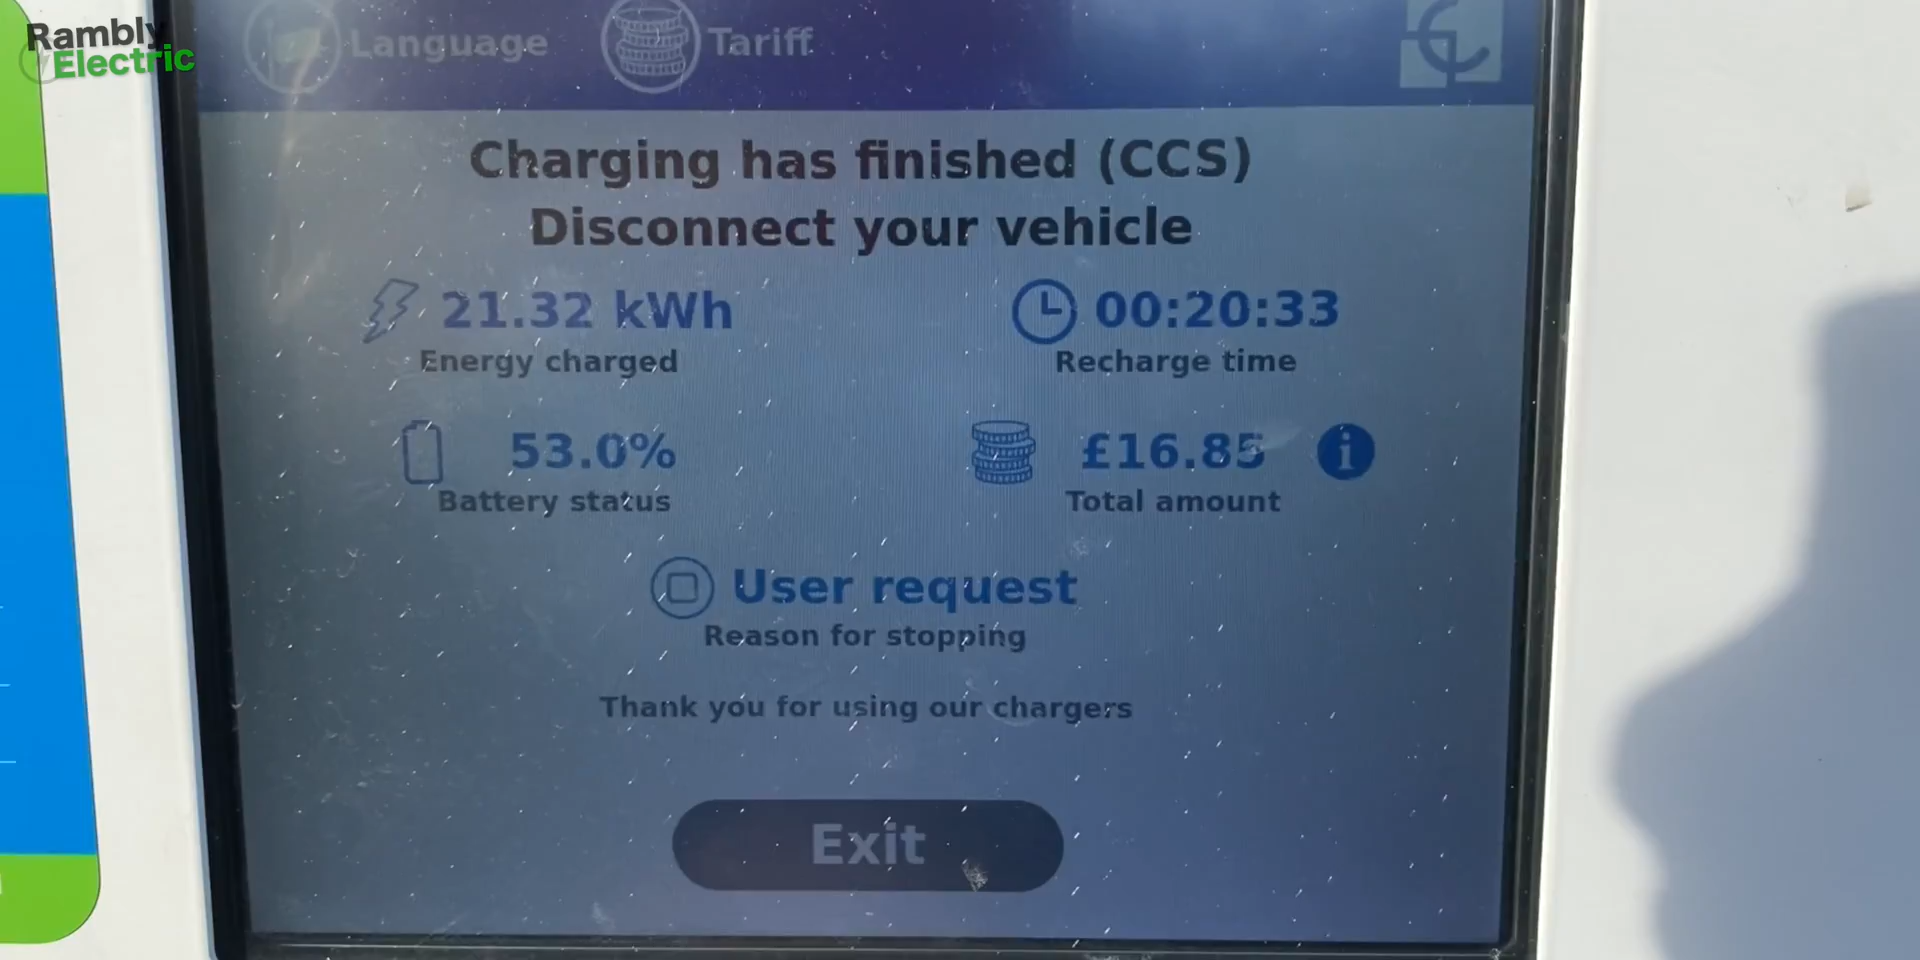 Rambly
Electric
Language
Tariff
Charging has finished (CCS)
Disconnect your vehicle
21.32 kWh
Energy charged
00:20:33
Recharge time
53.0%
Battery status
£16.85
i
Total amount
User request
Reason for stopping
Thank you for using our chargers
Exit